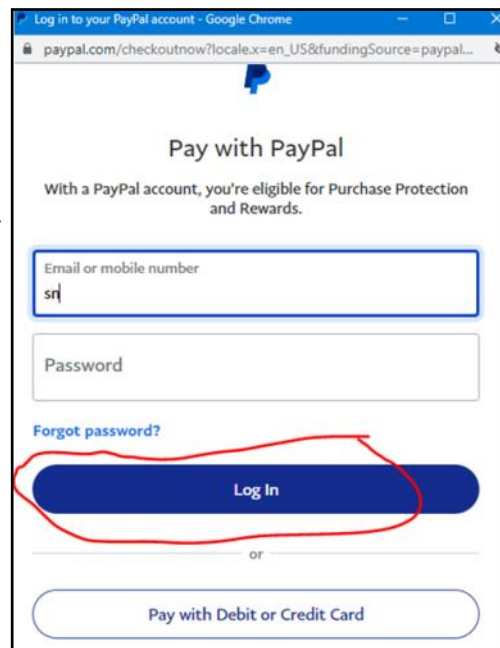 Log in to your PayPal account - Google Chrome
paypal.com/checkoutnow?locale.x=en_US&fundingSource=paypal...
Pay with PayPal
With a PayPal account, you're eligible for Purchase Protection
and Rewards.
Email or mobile number
sn
Password
Forgot password?
Log In
or
Pay with Debit or Credit Card